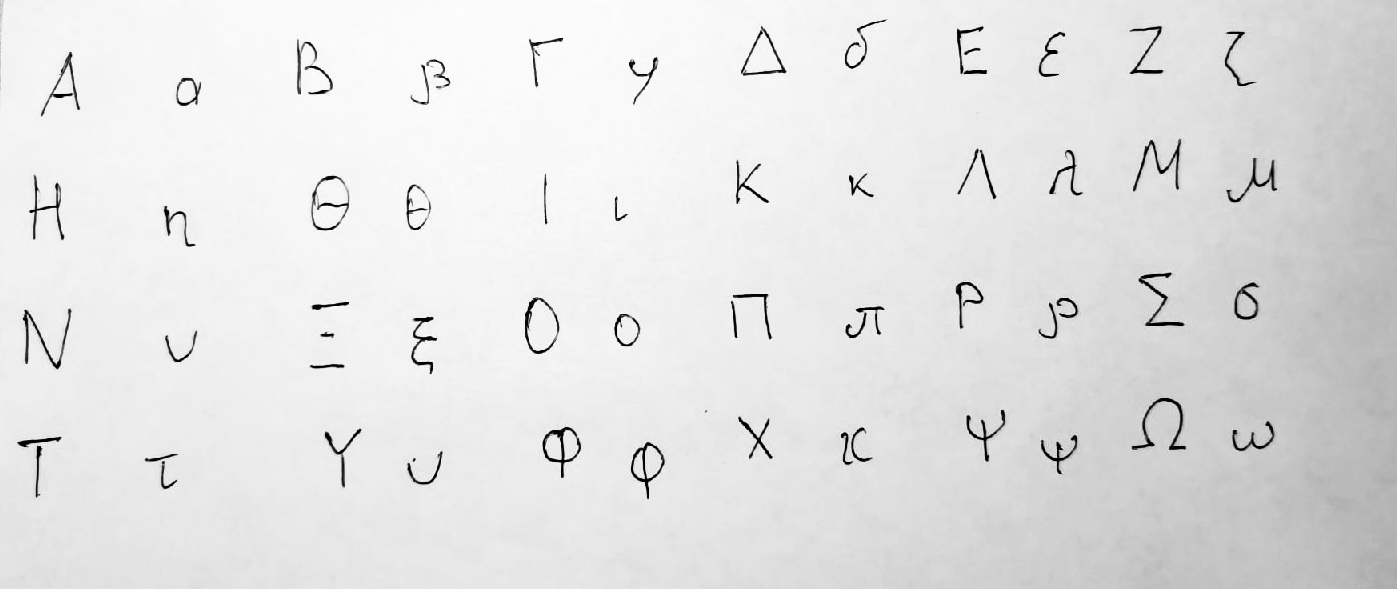 Α α Β β Γ γ Δ δ Ε ε Ζ ζ
Η η Θ θ Ι ι Κ κ Λ λ Μ μ
Ν ν Ξ ξ Ο ο Π π Ρ ρ Σ σ
Τ τ Υ υ Φ φ Χ χ Ψ ψ Ω ω